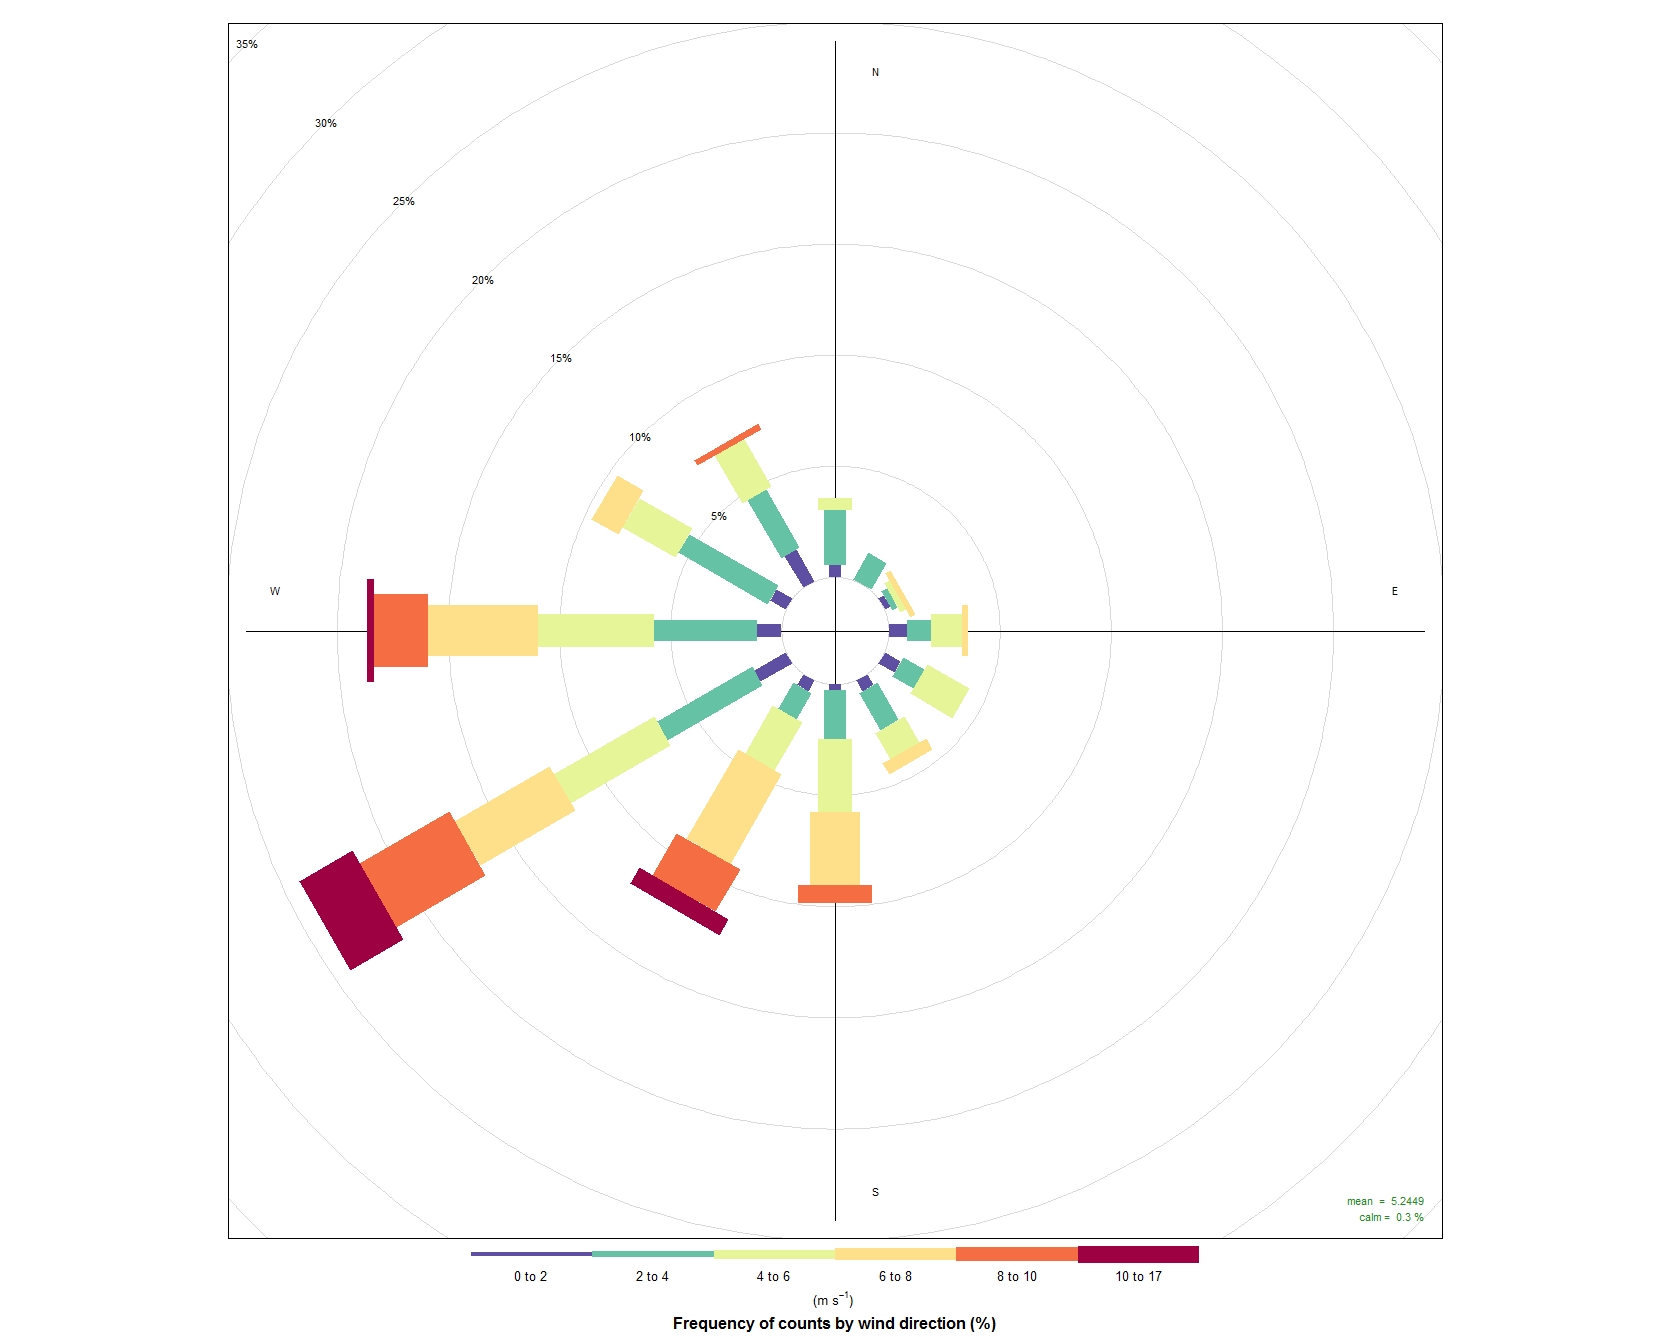 35%
N
30%
25%
20%
15%
10%
5%
W
E
S
mean = 5.2449
calm = 0.3 %
0 to 2 2 to 4 4 to 6 6 to 8 8 to 10 10 to 17
(m s⁻¹)
Frequency of counts by wind direction (%)